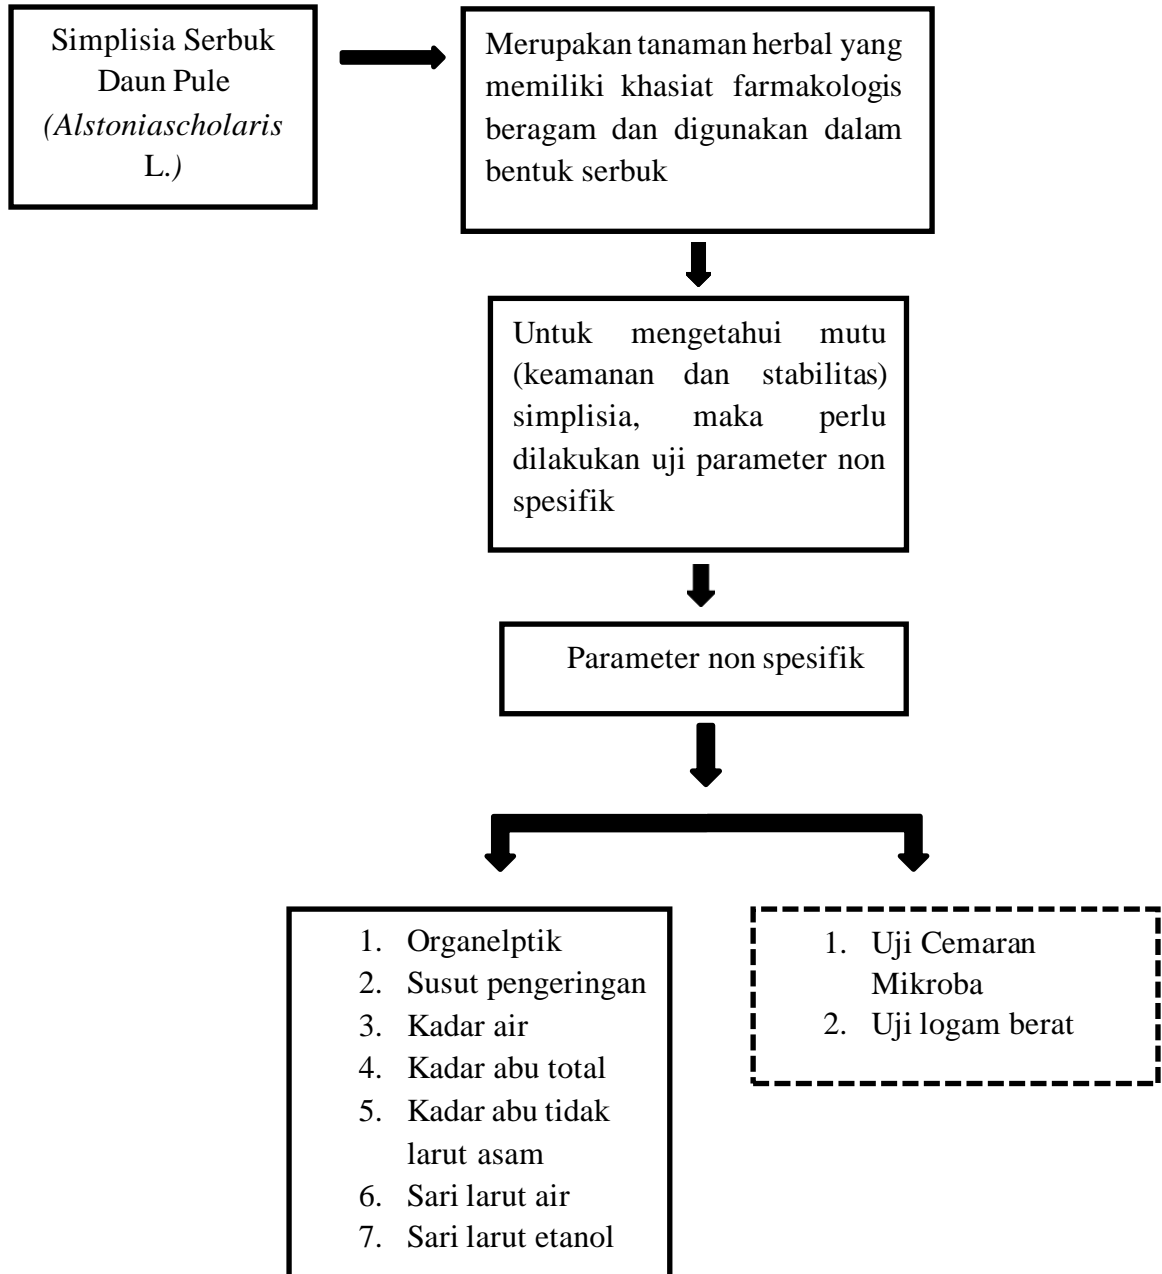 Simplisia Serbuk
Daun Pule
(Alstoniascholaris
L.)
Merupakan tanaman herbal yang
memiliki khasiat farmakologis
beragam dan digunakan dalam
bentuk serbuk
Untuk mengetahui mutu
(keamanan dan stabilitas)
simplisia, maka perlu
dilakukan uji parameter non
spesifik
Parameter non spesifik
1. Organelptik
2. Susut pengeringan
3. Kadar air
4. Kadar abu total
5. Kadar abu tidak
larut asam
6. Sari larut air
7. Sari larut etanol
1. Uji Cemaran
Mikroba
2. Uji logam berat